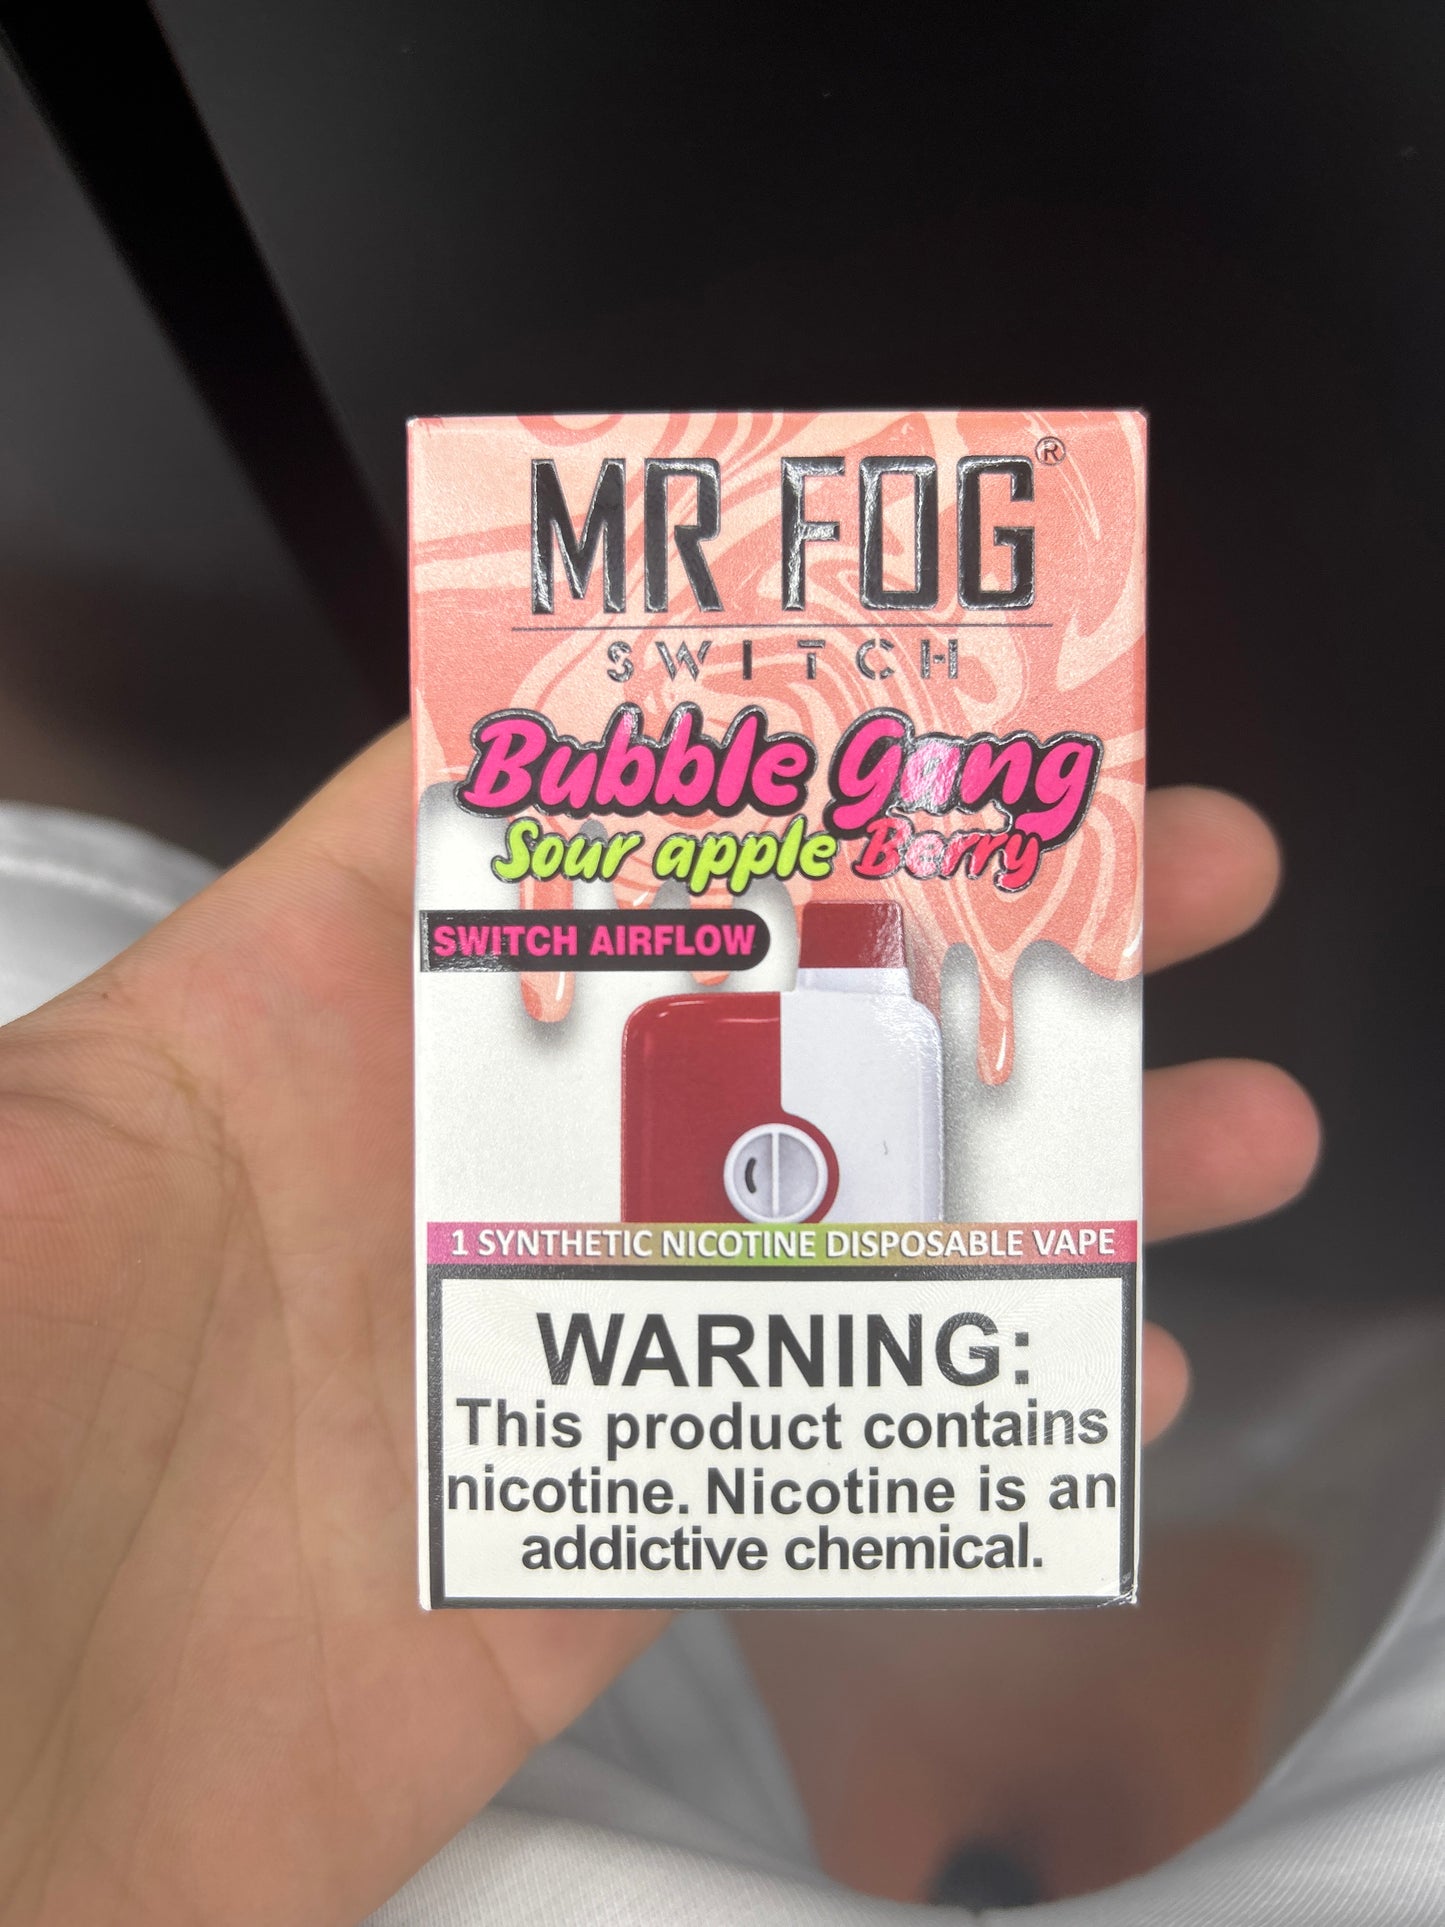 MR FOG®
SWITCH
Bubble Gang
Sour apple Berry
SWITCH AIRFLOW
1 SYNTHETIC NICOTINE DISPOSABLE VAPE
WARNING:
This product contains
nicotine. Nicotine is an
addictive chemical.